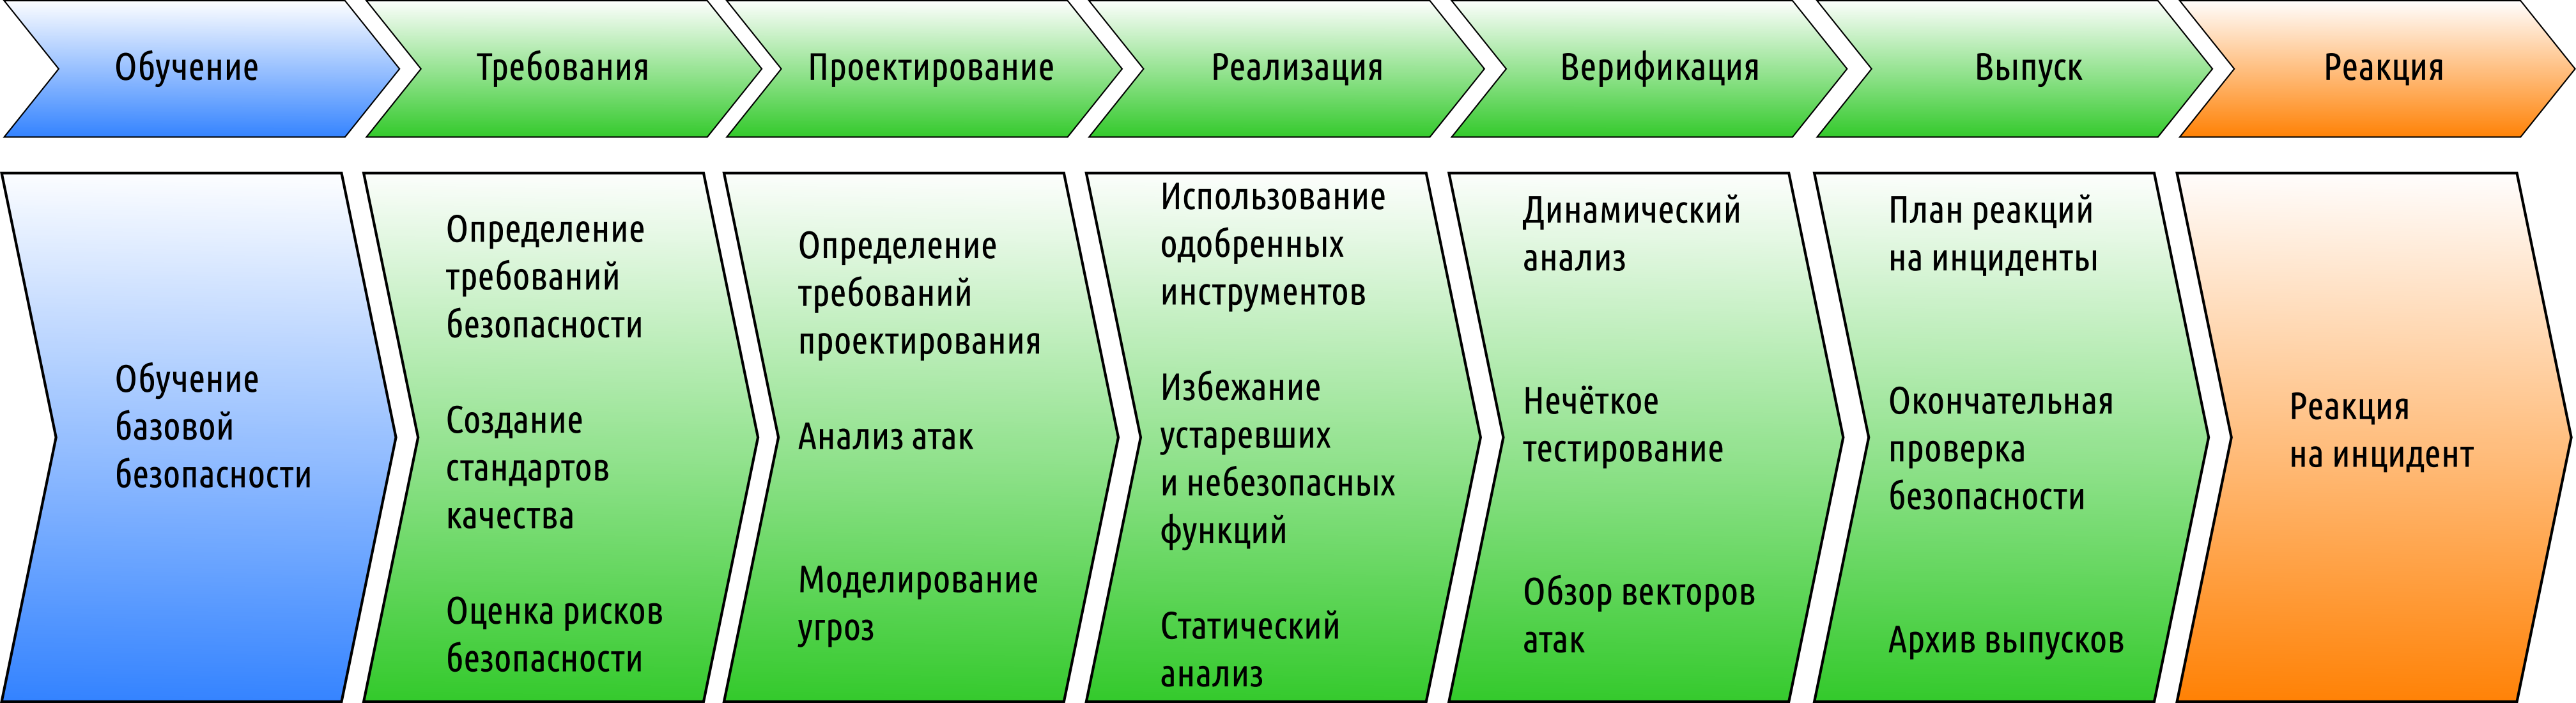 Обучение
Требования
Проектирование
Реализация
Верификация
Выпуск
Реакция
Обучение
базовой
безопасности
Определение
требований
безопасности
Создание
стандартов
качества
Оценка рисков
безопасности
Определение
требований
проектирования
Анализ атак
Моделирование
угроз
Использование
одобренных
инструментов
Избежание
устаревших
и небезопасных
функций
Статический
анализ
Динамический
анализ
Нечёткое
тестирование
Обзор векторов
атак
План реакций
на инциденты
Окончательная
проверка
безопасности
Архив выпусков
Реакция
на инцидент